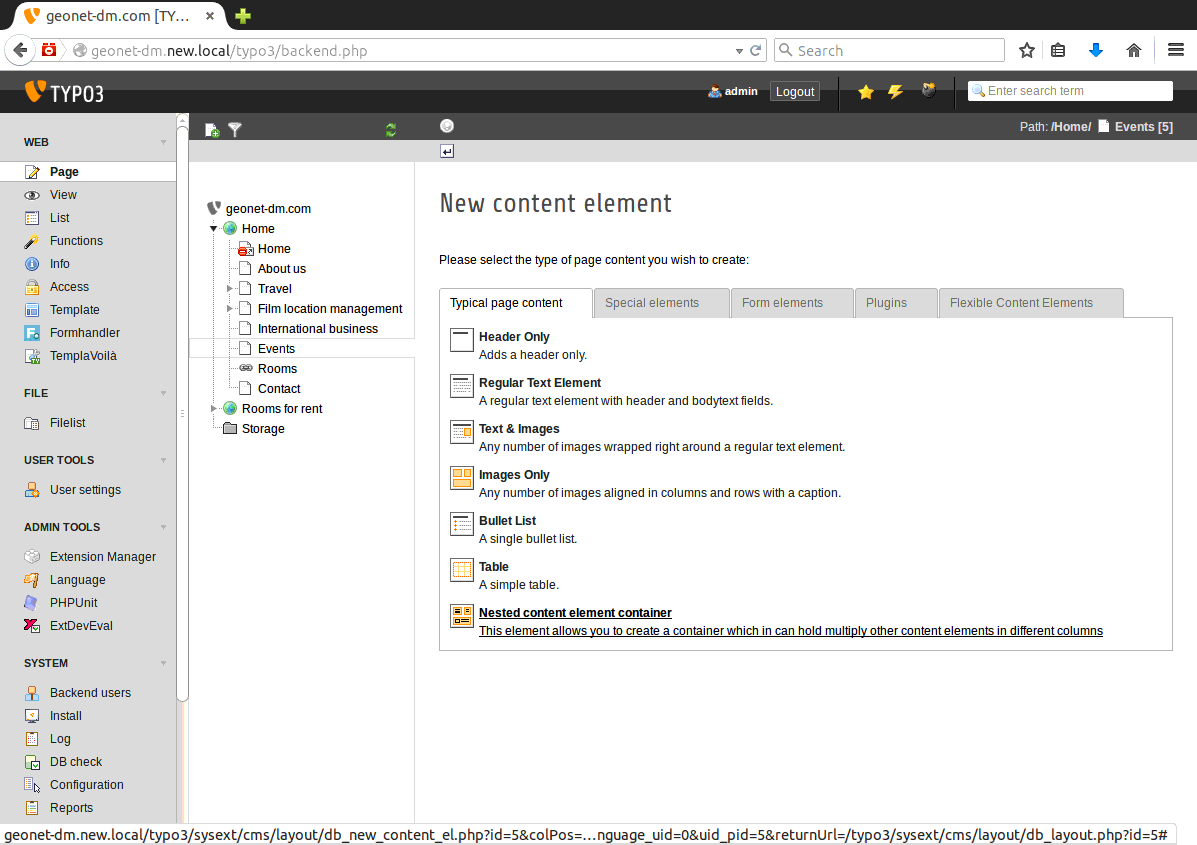 geonet-dm.com [TY...
geonet-dm.new.local/typo3/backend.php
Search
TYPO3
admin
Logout
Enter search term
Path: /Home/ Events [5]
WEB
Page
View
List
Functions
Info
Access
Template
Formhandler
TemplaVoilà
FILE
Filelist
USER TOOLS
User settings
ADMIN TOOLS
Extension Manager
Language
PHPUnit
ExtDevEval
SYSTEM
Backend users
Install
Log
DB check
Configuration
Reports
geonet-dm.com
Home
Home
About us
Travel
Film location management
International business
Events
Rooms
Contact
Rooms for rent
Storage
New content element
Please select the type of page content you wish to create:
Typical page content Special elements Form elements Plugins Flexible Content Elements
Header Only
Adds a header only.
Regular Text Element
A regular text element with header and bodytext fields.
Text & Images
Any number of images wrapped right around a regular text element.
Images Only
Any number of images aligned in columns and rows with a caption.
Bullet List
A single bullet list.
Table
A simple table.
Nested content element container
This element allows you to create a container which in can hold multiply other content elements in different columns
geonet-dm.new.local/typo3/sysext/cms/layout/db_new_content_el.php?id=5&colPos=...nguage_uid=0&uid_pid=5&returnUrl=/typo3/sysext/cms/layout/db_layout.php?id=5#